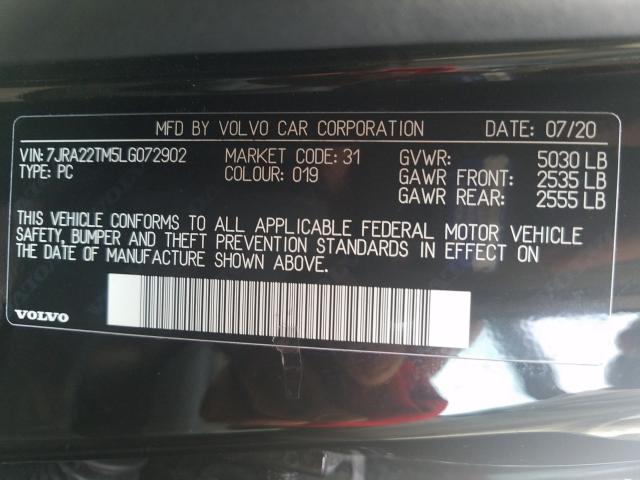 MFD BY VOLVO CAR CORPORATION DATE: 07/20
VIN: 7JRA22TM5LG072902 MARKET CODE: 31 GVWR: 5030 LB
TYPE: PC COLOUR: 019 GAWR FRONT: 2535 LB
GAWR REAR: 2555 LB
THIS VEHICLE CONFORMS TO ALL APPLICABLE FEDERAL MOTOR VEHICLE
SAFETY, BUMPER AND THEFT PREVENTION STANDARDS IN EFFECT ON
THE DATE OF MANUFACTURE SHOWN ABOVE.
VOLVO